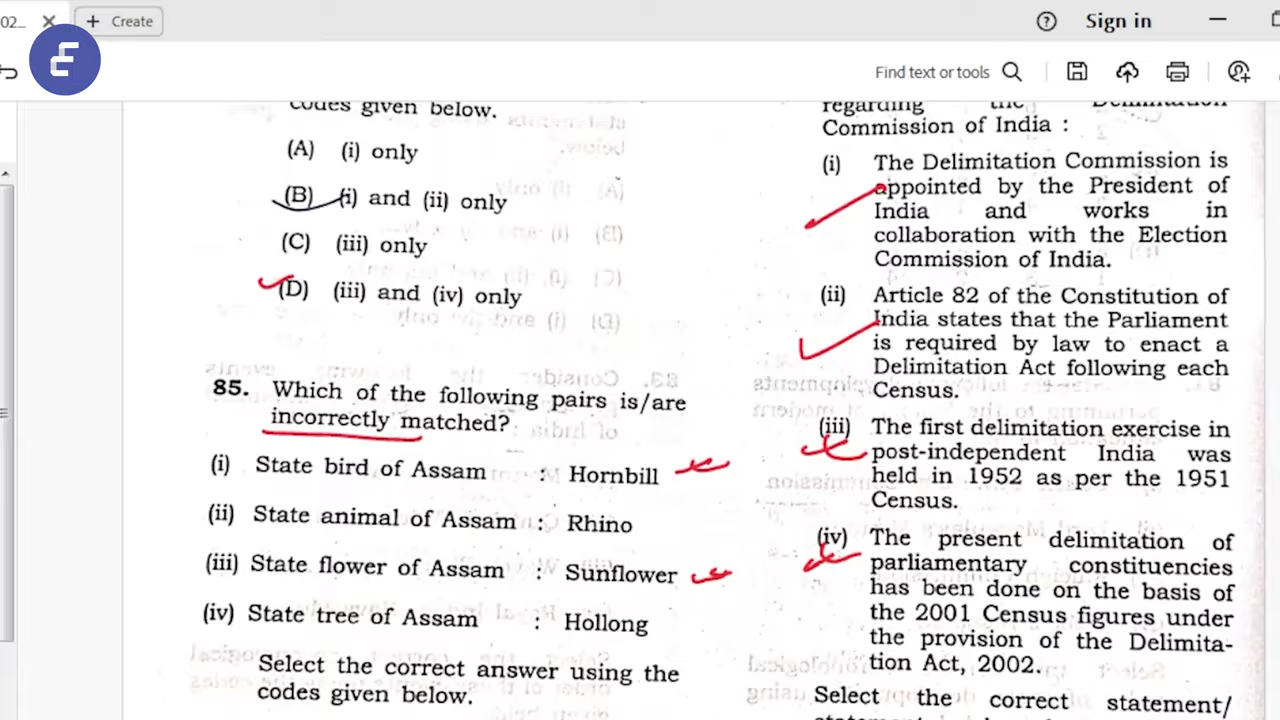 02_
Create
Sign in
Find text or tools
codes given below.
(A) (i) only
(B) (i) and (ii) only
(C) (iii) only
(D) (iii) and (iv) only
85. Which of the following pairs is/are
incorrectly matched?
(i) State bird of Assam : Hornbill
(ii) State animal of Assam : Rhino
(iii) State flower of Assam : Sunflower
(iv) State tree of Assam : Hollong
Select the correct answer using the
codes given below.
regarding the Delimitation
Commission of India :
(i) The Delimitation Commission is
appointed by the President of
India and works in
collaboration with the Election
Commission of India.
(ii) Article 82 of the Constitution of
India states that the Parliament
is required by law to enact a
Delimitation Act following each
Census.
(iii) The first delimitation exercise in
post-independent India was
held in 1952 as per the 1951
Census.
(iv) The present delimitation of
parliamentary constituencies
has been done on the basis of
the 2001 Census figures under
the provision of the Delimita-
tion Act, 2002.
Select the correct statement/